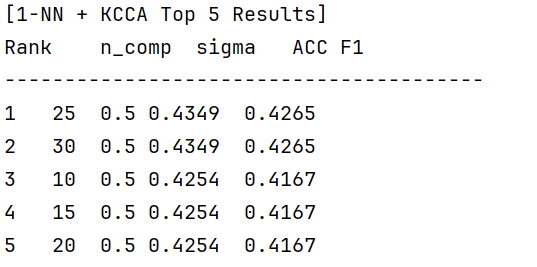 [1-NN + KCCA Top 5 Results]
Rank    n_comp  sigma   ACC F1
----------------------------------------
1   25  0.5 0.4349  0.4265
2   30  0.5 0.4349  0.4265
3   10  0.5 0.4254  0.4167
4   15  0.5 0.4254  0.4167
5   20  0.5 0.4254  0.4167